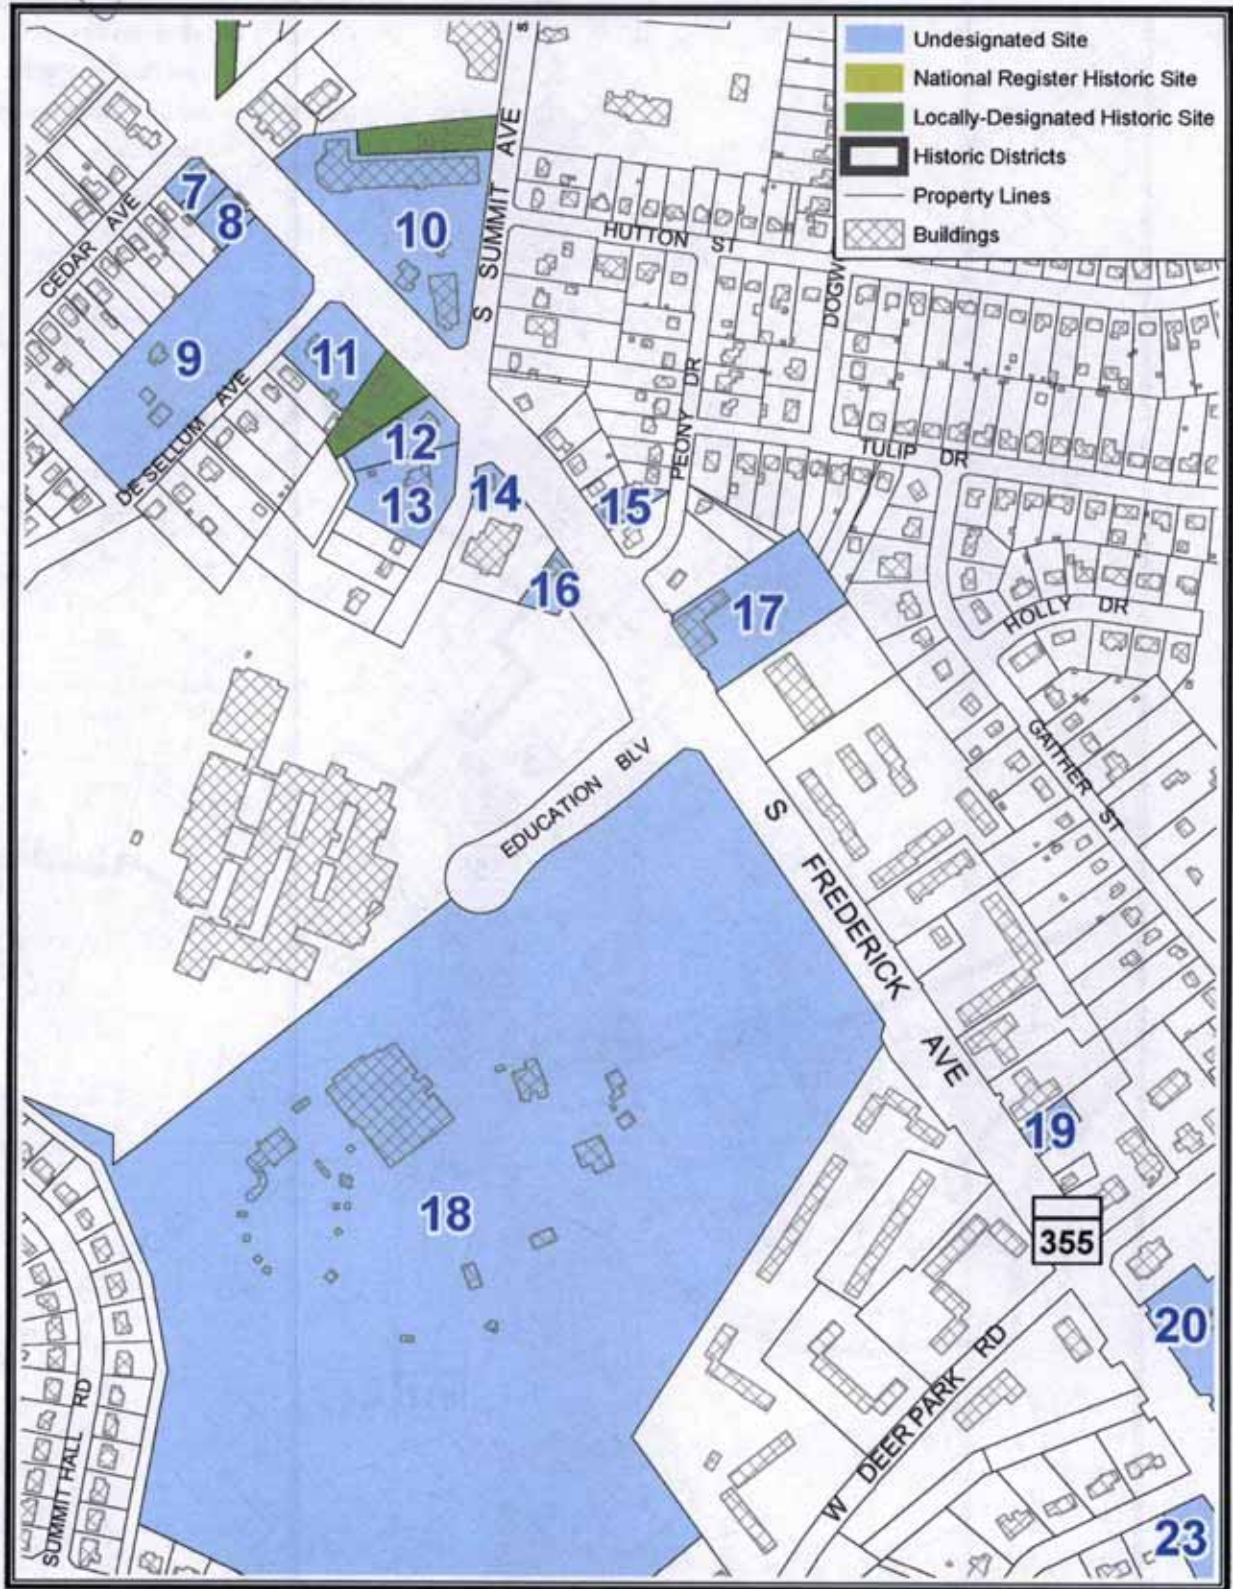 Undesignated Site
National Register Historic Site
Locally-Designated Historic Site
Historic Districts
Property Lines
Buildings
S
S SUMMIT AVE
HUTTON ST
DOGW
CEDAR AVE
7
8
10
9
11
DE SELLUM AVE
12
13
14
15
PEONY DR
TULIP DR
16
17
HOLLY DR
GAITHER ST
EDUCATION BLV
S FREDERICK AVE
18
19
355
20
W DEER PARK RD
SUMMIT HALL RD
23